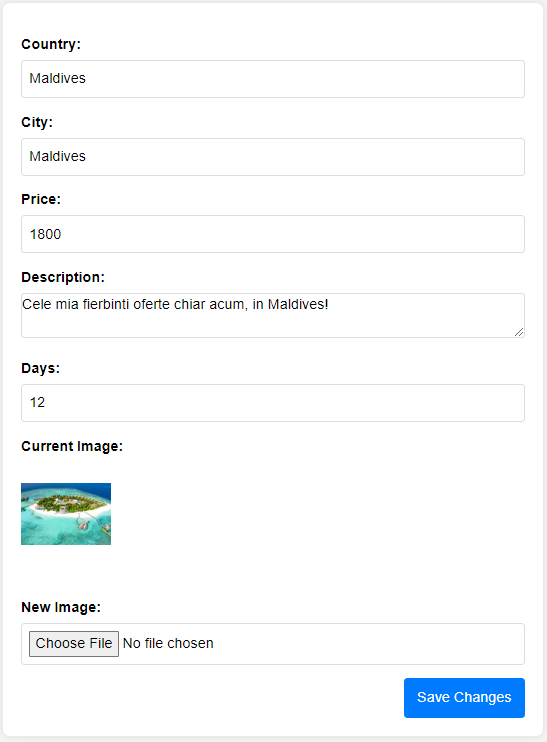 Country:
Maldives
City:
Maldives
Price:
1800
Description:
Cele mia fierbinti oferte chiar acum, in Maldives!
Days:
12
Current Image:
New Image:
Choose File No file chosen
Save Changes